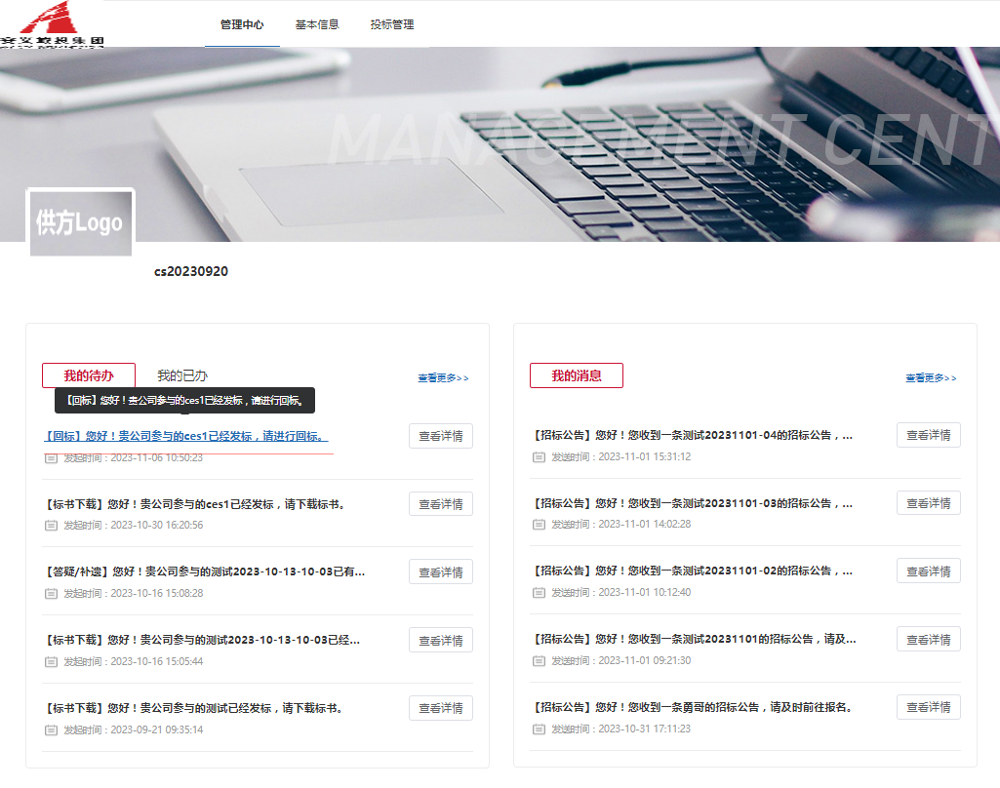 安义城投集团
管理中心 基本信息 投标管理
MANAGEMENT CENT
供方Logo
cs20230920
我的待办 我的已办 查看更多>>
【回标】您好！贵公司参与的ces1已经发标，请进行回标。
【回标】您好！贵公司参与的ces1已经发标，请进行回标。 查看详情
发起时间：2023-11-06 10:50:23
【标书下载】您好！贵公司参与的ces1已经发标，请下载标书。 查看详情
发起时间：2023-10-30 16:20:56
【答疑/补遗】您好！贵公司参与的测试2023-10-13-10-03已有... 查看详情
发起时间：2023-10-16 15:08:28
【标书下载】您好！贵公司参与的测试2023-10-13-10-03已经... 查看详情
发起时间：2023-10-16 15:05:44
【标书下载】您好！贵公司参与的测试已经发标，请下载标书。 查看详情
发起时间：2023-09-21 09:35:14
我的消息 查看更多>>
【招标公告】您好！您收到一条测试20231101-04的招标公告，... 查看详情
发送时间：2023-11-01 15:31:12
【招标公告】您好！您收到一条测试20231101-03的招标公告，... 查看详情
发送时间：2023-11-01 14:02:28
【招标公告】您好！您收到一条测试20231101-02的招标公告，... 查看详情
发送时间：2023-11-01 10:12:40
【招标公告】您好！您收到一条测试20231101的招标公告，请及... 查看详情
发送时间：2023-11-01 09:21:30
【招标公告】您好！您收到一条勇哥的招标公告，请及时前往报名。 查看详情
发送时间：2023-10-31 17:11:23